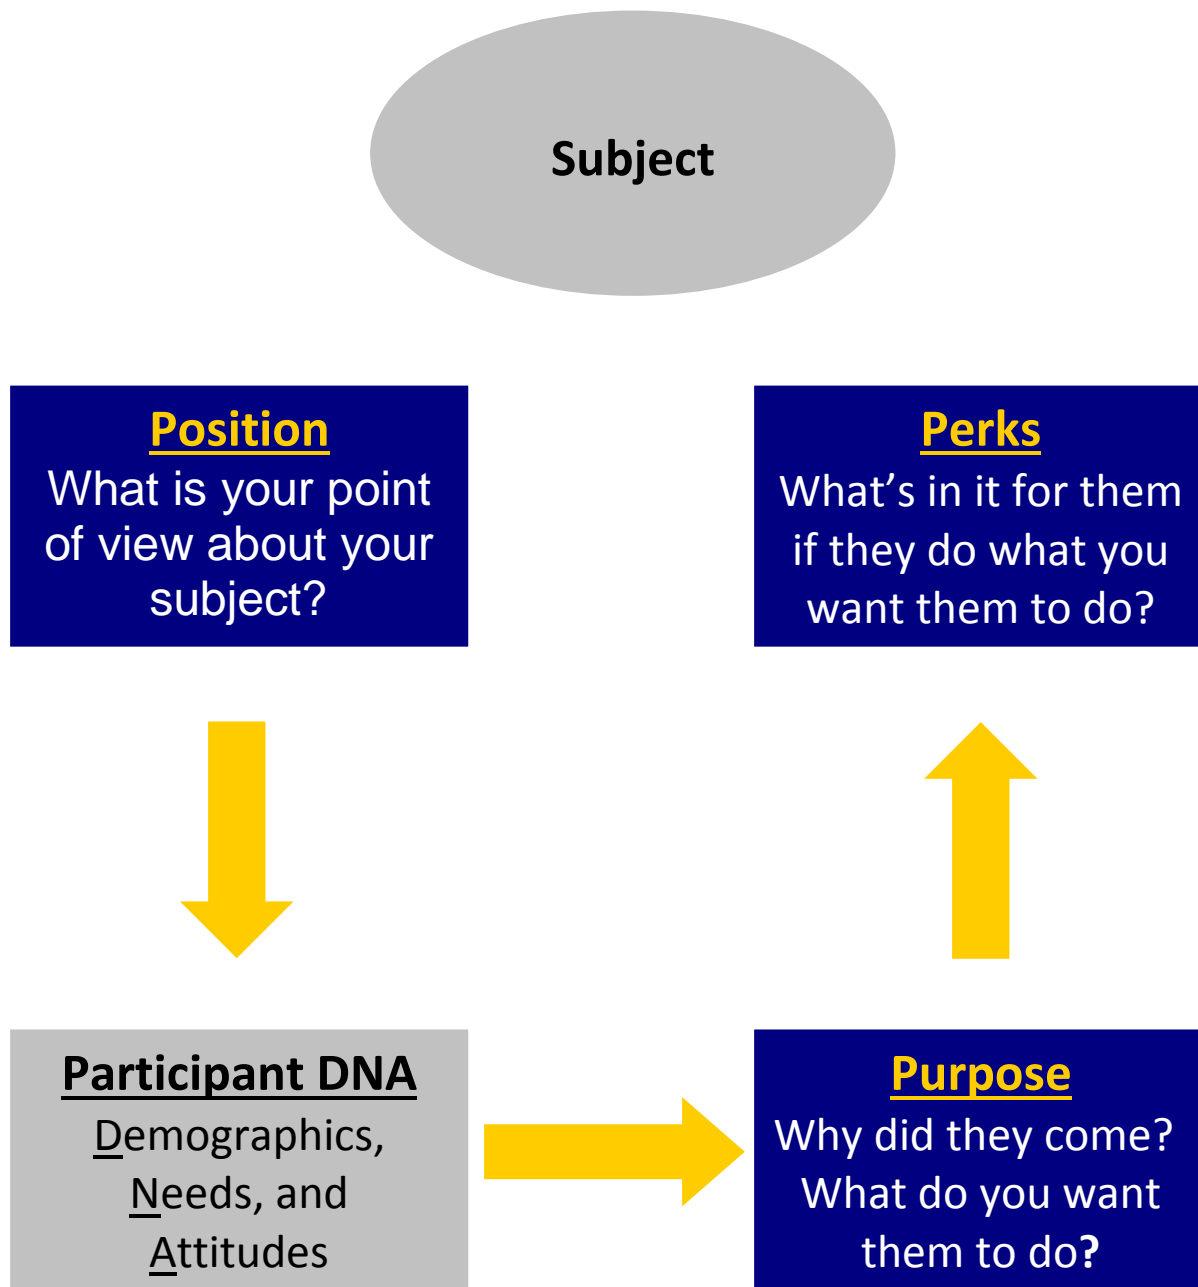 Subject
Position
What is your point
of view about your
subject?
Perks
What’s in it for them
if they do what you
want them to do?
Participant DNA
Demographics,
Needs, and
Attitudes
Purpose
Why did they come?
What do you want
them to do?